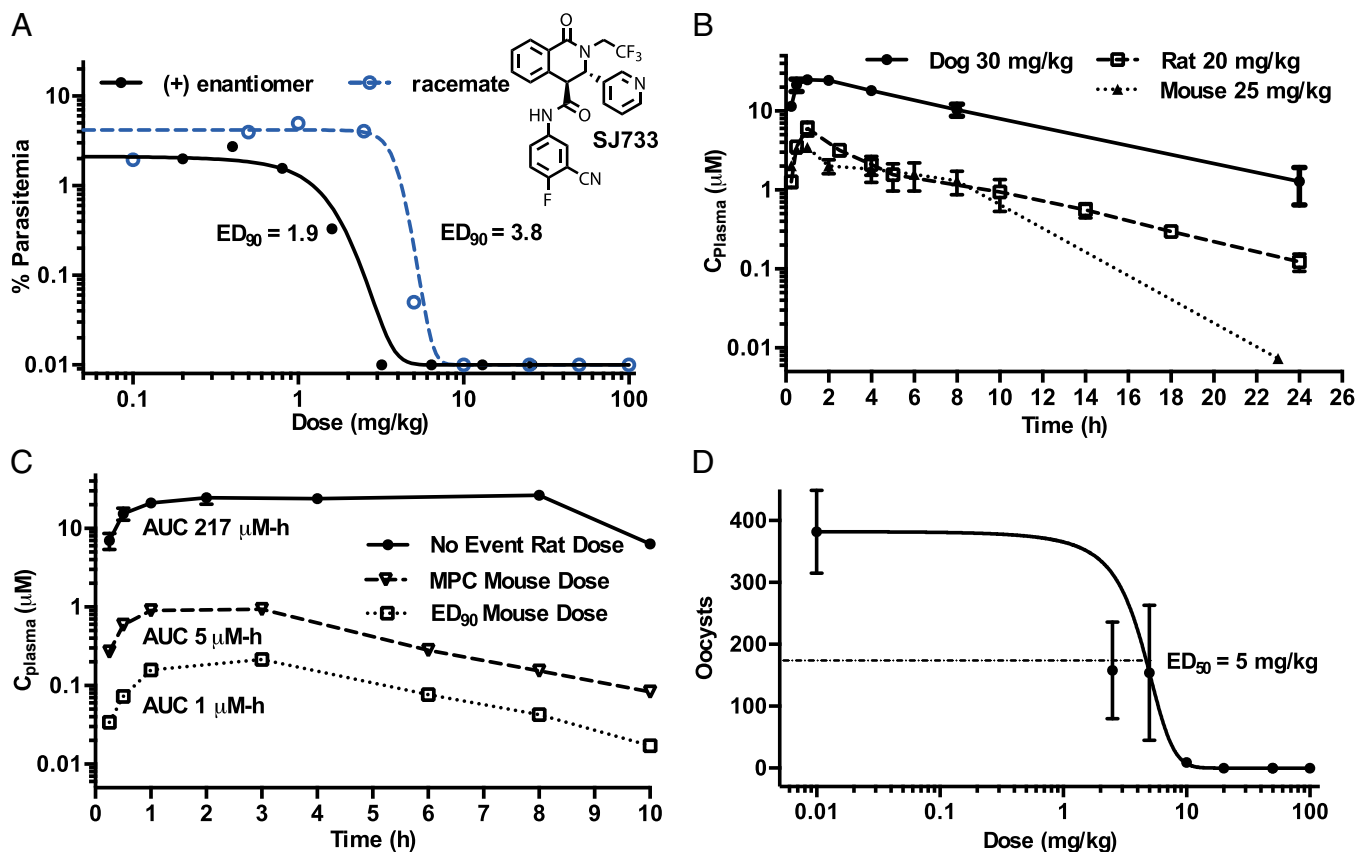 A
(+) enantiomer
racemate
% Parasitemia
10
1
0.1
0.01
ED90 = 1.9
ED90 = 3.8
0.1
1
10
100
Dose (mg/kg)
O
N
CF3
N
HN
O
SJ733
CN
F
B
Dog 30 mg/kg
Rat 20 mg/kg
Mouse 25 mg/kg
CPlasma (µM)
10
1
0.1
0.01
0 2 4 6 8 10 12 14 16 18 20 22 24 26
Time (h)
C
AUC 217 µM-h
No Event Rat Dose
MPC Mouse Dose
ED90 Mouse Dose
AUC 5 µM-h
AUC 1 µM-h
Cplasma (µM)
10
1
0.1
0.01
0 1 2 3 4 5 6 7 8 9 10
Time (h)
D
Oocysts
400
300
200
100
0
ED50 = 5 mg/kg
0.01 0.1 1 10 100
Dose (mg/kg)